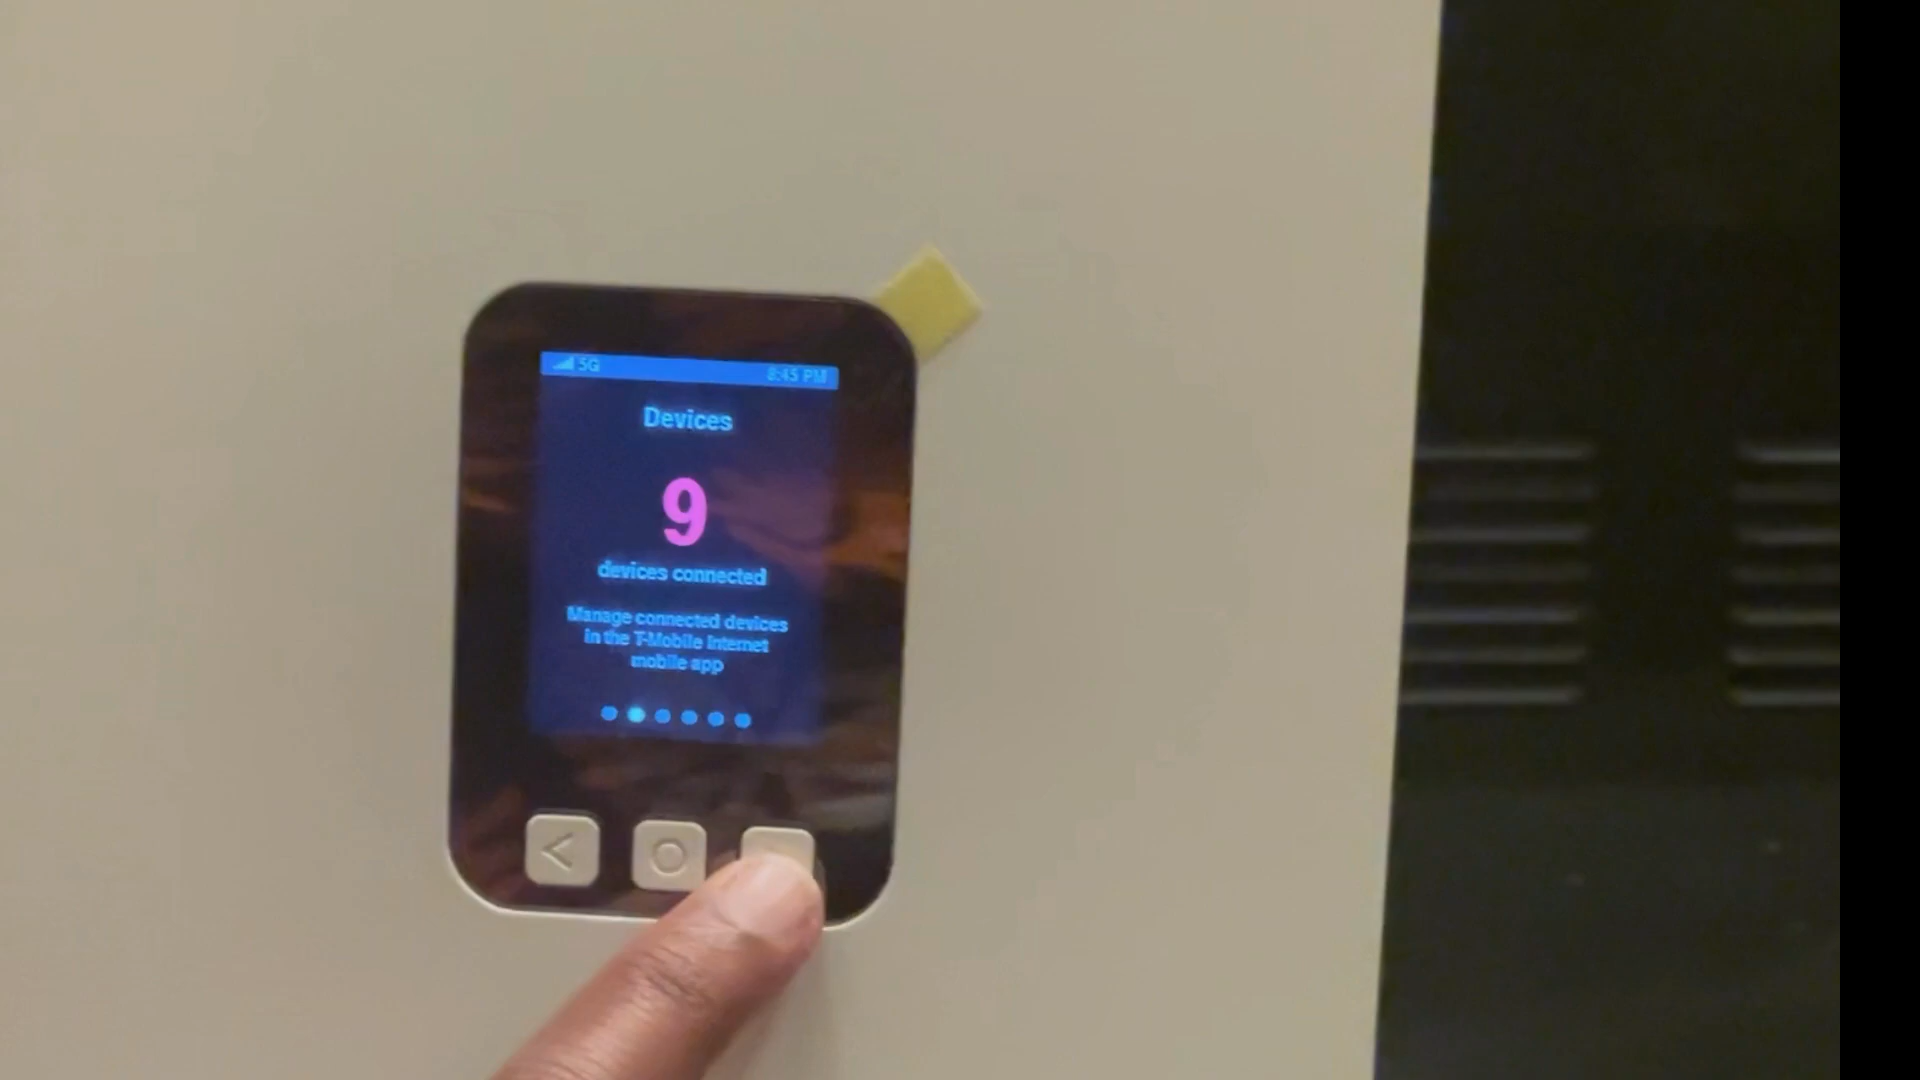 5G 8:45 PM
Devices
9
devices connected
Manage connected devices
in the T-Mobile Internet
mobile app